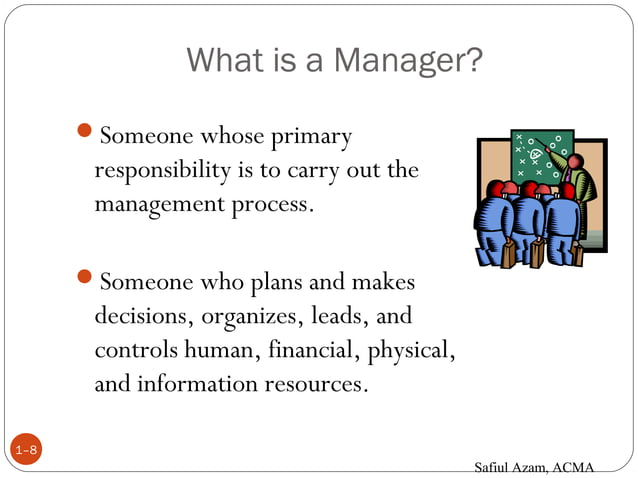 What is a Manager?
Someone whose primary
responsibility is to carry out the
management process.
Someone who plans and makes
decisions, organizes, leads, and
controls human, financial, physical,
and information resources.
1–8
Safiul Azam, ACMA